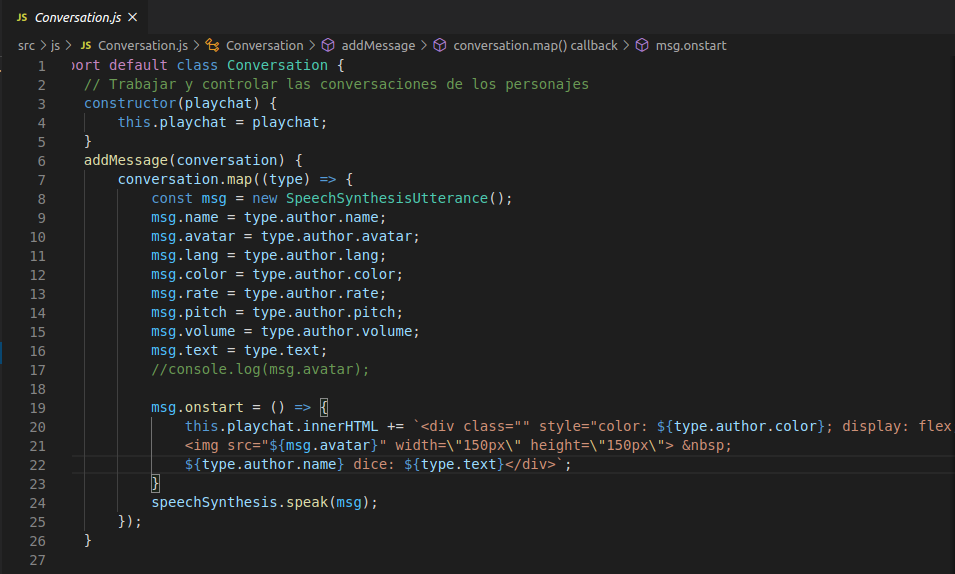 JS Conversation.js ×
src > js > JS Conversation.js > Conversation > addMessage > conversation.map() callback > msg.onstart
1 ort default class Conversation {
2 // Trabajar y controlar las conversaciones de los personajes
3 constructor(playchat) {
4 this.playchat = playchat;
5 }
6 addMessage(conversation) {
7 conversation.map((type) => {
8 const msg = new SpeechSynthesisUtterance();
9 msg.name = type.author.name;
10 msg.avatar = type.author.avatar;
11 msg.lang = type.author.lang;
12 msg.color = type.author.color;
13 msg.rate = type.author.rate;
14 msg.pitch = type.author.pitch;
15 msg.volume = type.author.volume;
16 msg.text = type.text;
17 //console.log(msg.avatar);
18
19 msg.onstart = () => {
20 this.playchat.innerHTML += `<div class="" style="color: ${type.author.color}; display: flex
21 <img src="${msg.avatar}" width=\"150px\" height=\"150px\"> &nbsp;
22 ${type.author.name} dice: ${type.text}</div>`;
23 }
24 speechSynthesis.speak(msg);
25 });
26 }
27